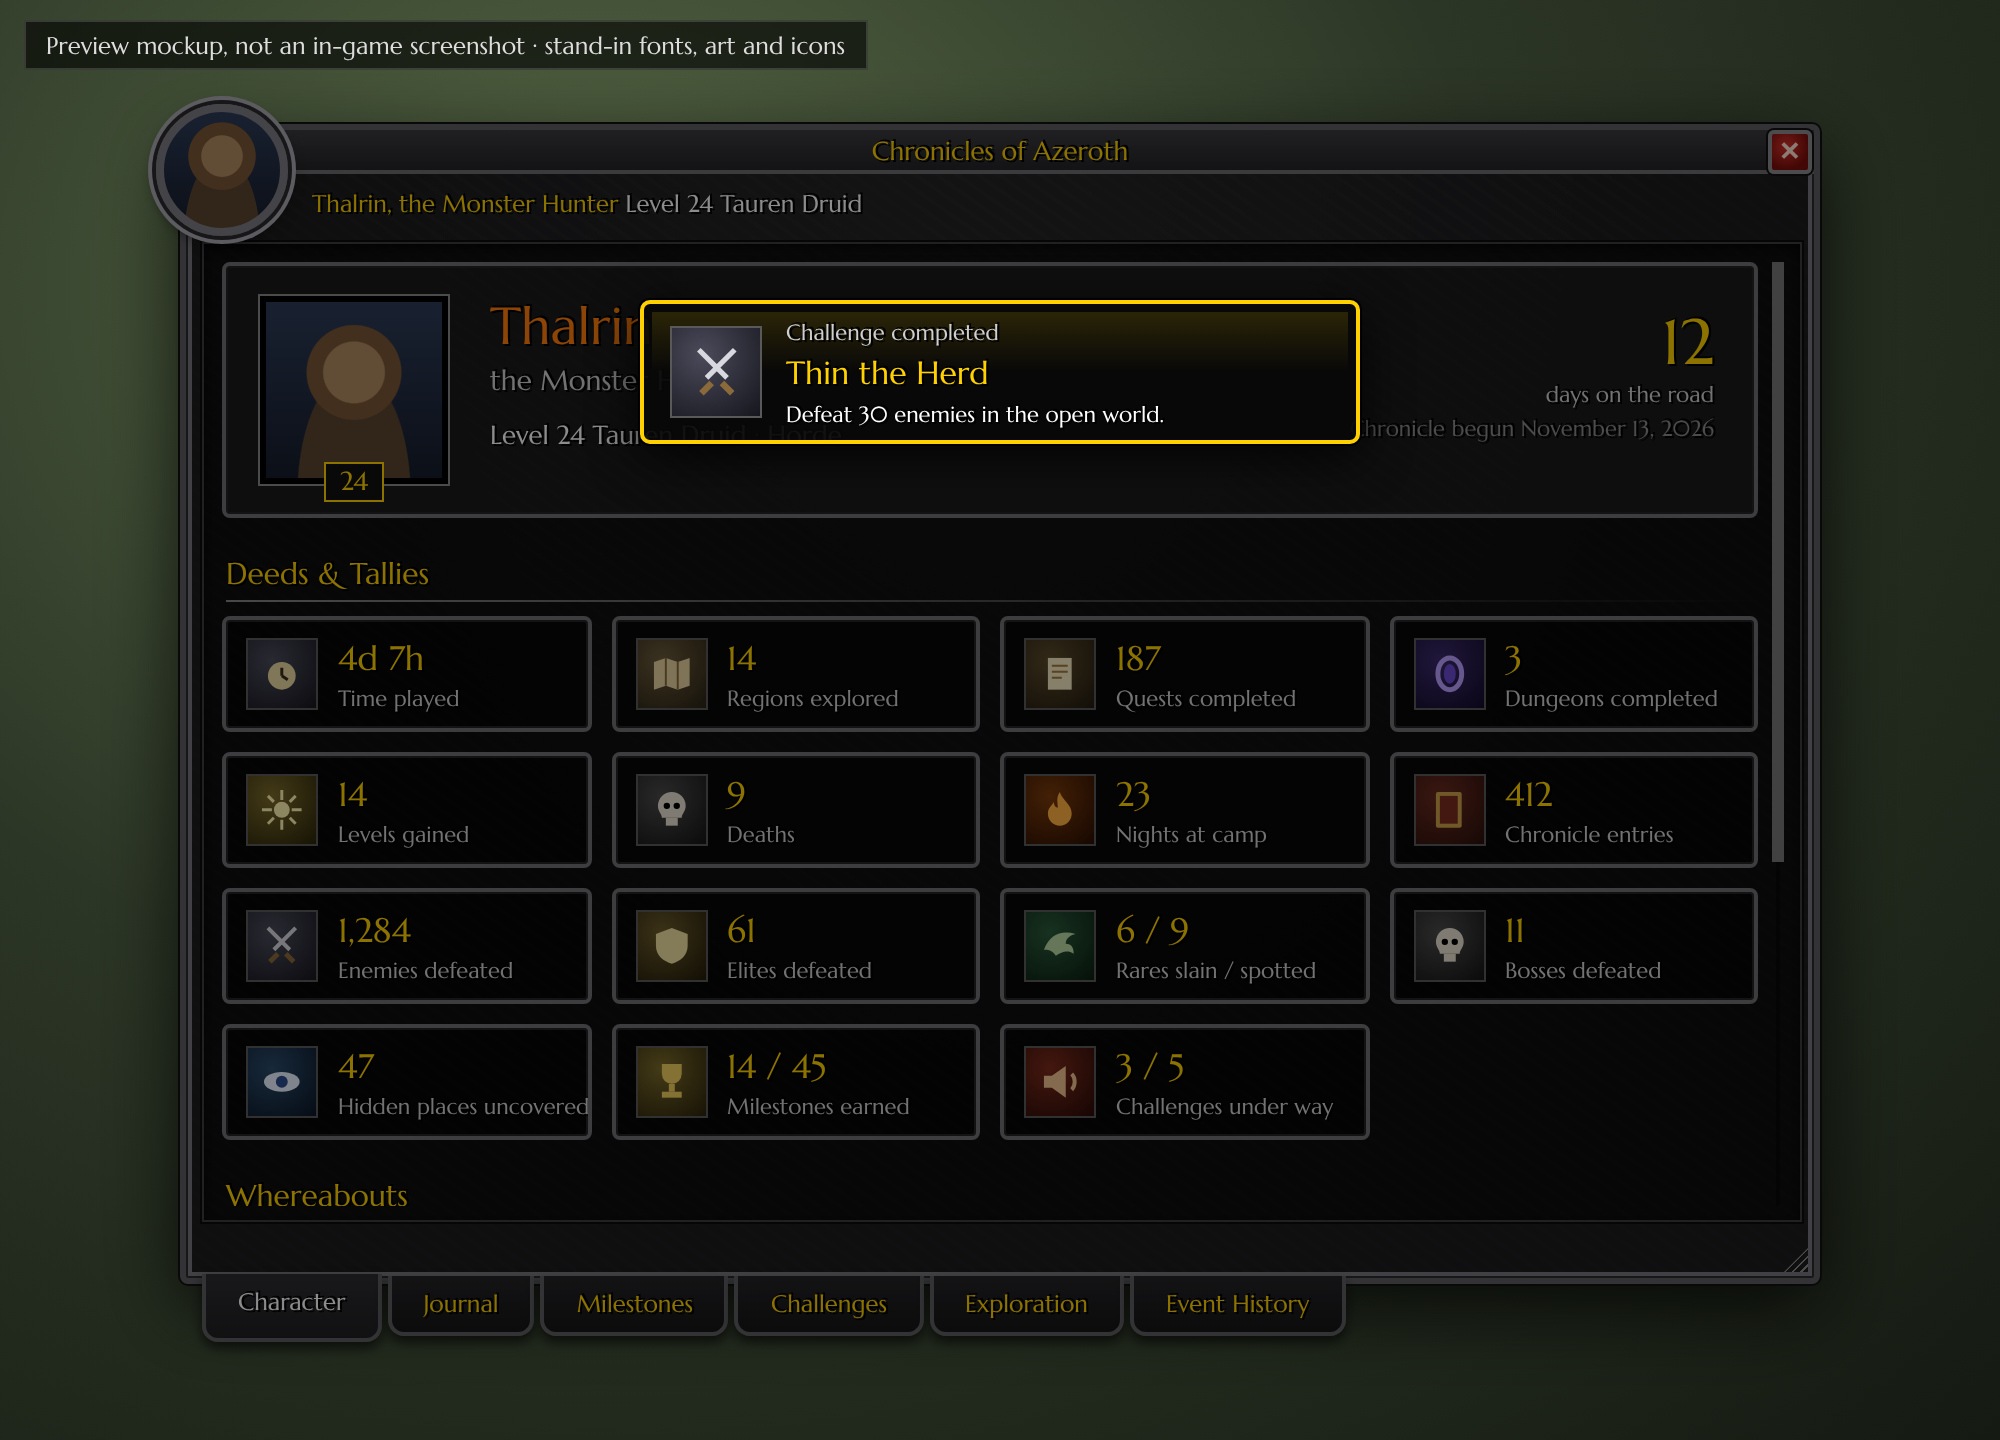 Preview mockup, not an in-game screenshot · stand-in fonts, art and icons
Chronicles of Azeroth
Thalrin, the Monster Hunter Level 24 Tauren Druid
Thalrin
the Monste
Level 24 Tauren Druid · Horde
24
Challenge completed
Thin the Herd
Defeat 30 enemies in the open world.
12
days on the road
Chronicle begun November 13, 2026
Deeds & Tallies
4d 7h
Time played
14
Regions explored
187
Quests completed
3
Dungeons completed
14
Levels gained
9
Deaths
23
Nights at camp
412
Chronicle entries
1,284
Enemies defeated
61
Elites defeated
6 / 9
Rares slain / spotted
11
Bosses defeated
47
Hidden places uncovered
14 / 45
Milestones earned
3 / 5
Challenges under way
Whereabouts
Character
Journal
Milestones
Challenges
Exploration
Event History